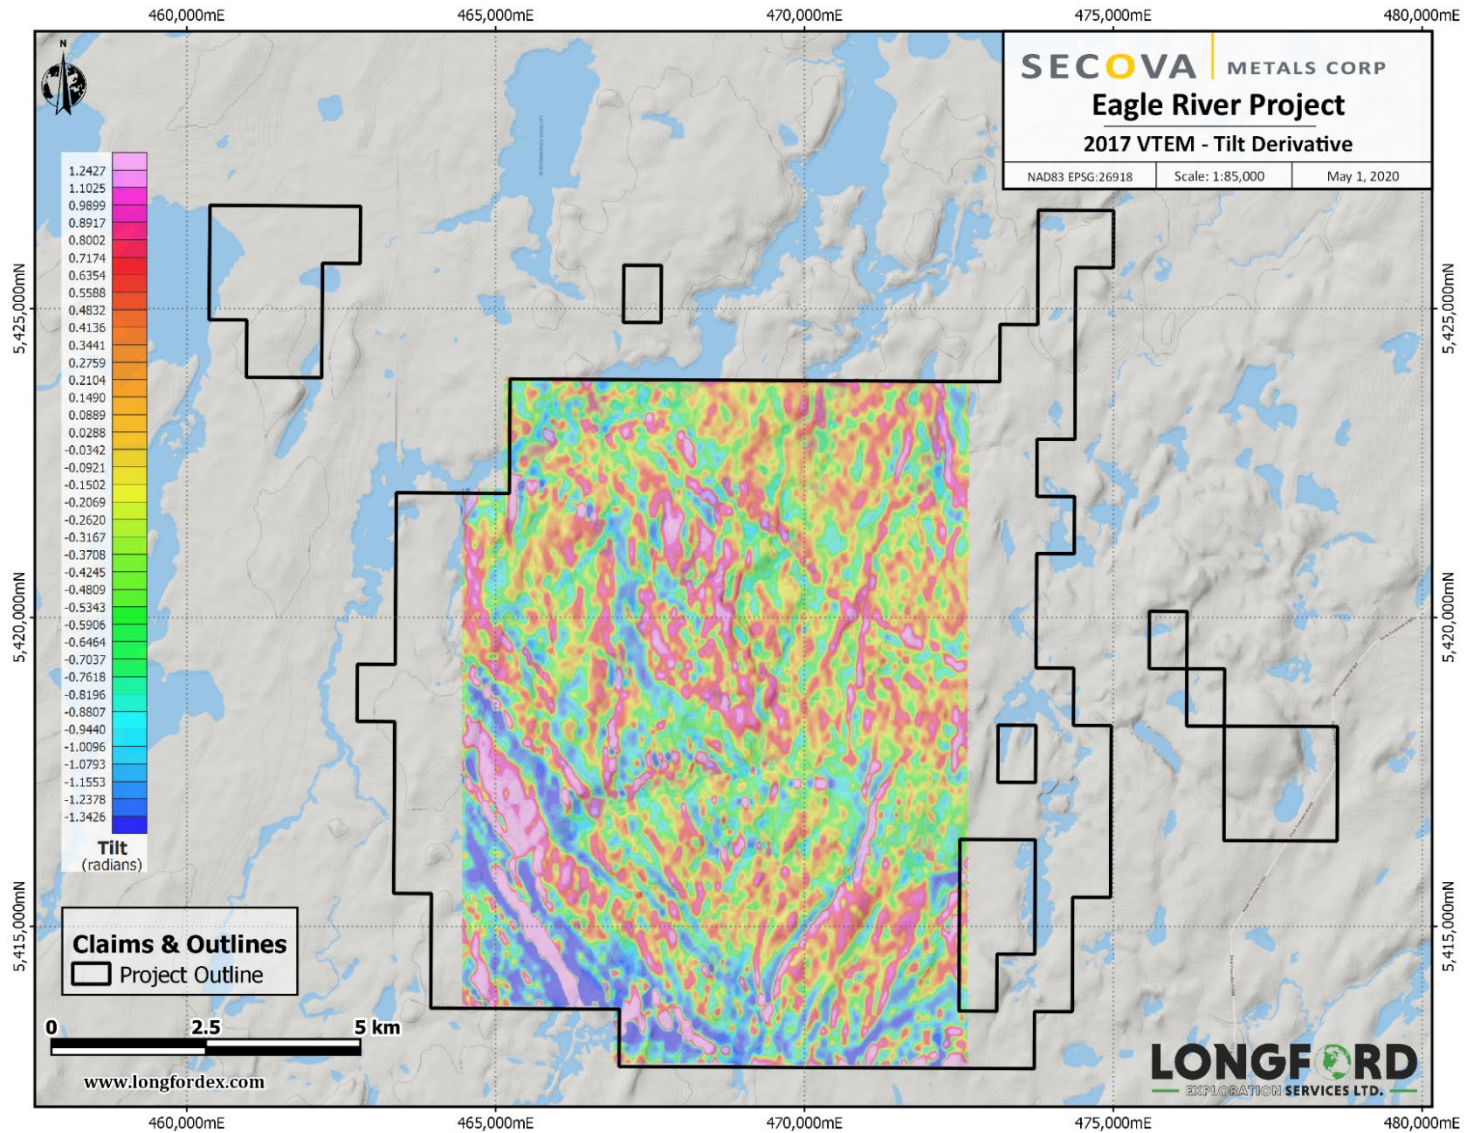 460,000mE
465,000mE
470,000mE
475,000mE
480,000mE
N
SECOVA METALS CORP
Eagle River Project
2017 VTEM - Tilt Derivative
NAD83 EPSG:26918
Scale: 1:85,000
May 1, 2020
1.2427
1.1025
0.9899
0.8917
0.8002
0.7174
0.6354
0.5588
0.4832
0.4136
0.3441
0.2759
0.2104
0.1490
0.0889
0.0288
-0.0342
-0.0921
-0.1502
-0.2069
-0.2620
-0.3167
-0.3708
-0.4245
-0.4809
-0.5343
-0.5906
-0.6464
-0.7037
-0.7618
-0.8196
-0.8807
-0.9440
-1.0096
-1.0793
-1.1553
-1.2378
-1.3426
Tilt
(radians)
5,425,000mN
5,420,000mN
5,415,000mN
5,425,000mN
5,420,000mN
5,415,000mN
Claims & Outlines
Project Outline
0 2.5 5 km
www.longfordex.com
LONGFORD
EXPLORATION SERVICES LTD.
460,000mE
465,000mE
470,000mE
475,000mE
480,000mE